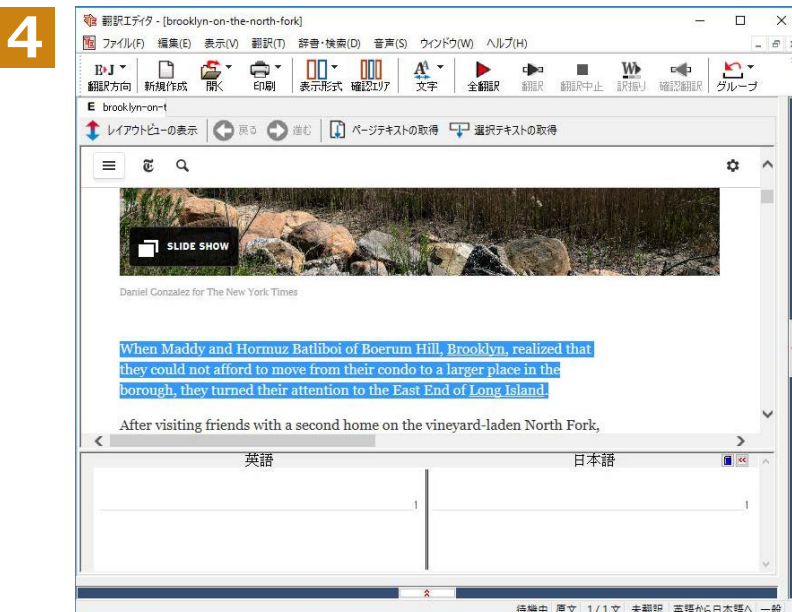 4
翻訳エディタ - [brooklyn-on-the-north-fork]
ファイル(F) 編集(E) 表示(V) 翻訳(T) 辞書・検索(D) 音声(S) ウインドウ(W) ヘルプ(H)
翻訳方向 新規作成 開く 印刷 表示形式 確認エリア 文字 全翻訳 翻訳 翻訳中止 訳振り 確認翻訳 グループ
E brooklyn-on-t
レイアウトビューの表示 戻る 進む ページテキストの取得 選択テキストの取得
SLIDE SHOW
Daniel Gonzalez for The New York Times
When Maddy and Hormuz Batliboi of Boerum Hill, Brooklyn, realized that
they could not afford to move from their condo to a larger place in the
borough, they turned their attention to the East End of Long Island.
After visiting friends with a second home on the vineyard-laden North Fork,
英語 日本語
1 1
待機中 原文 1/1文 未翻訳 英語から日本語へ 一般